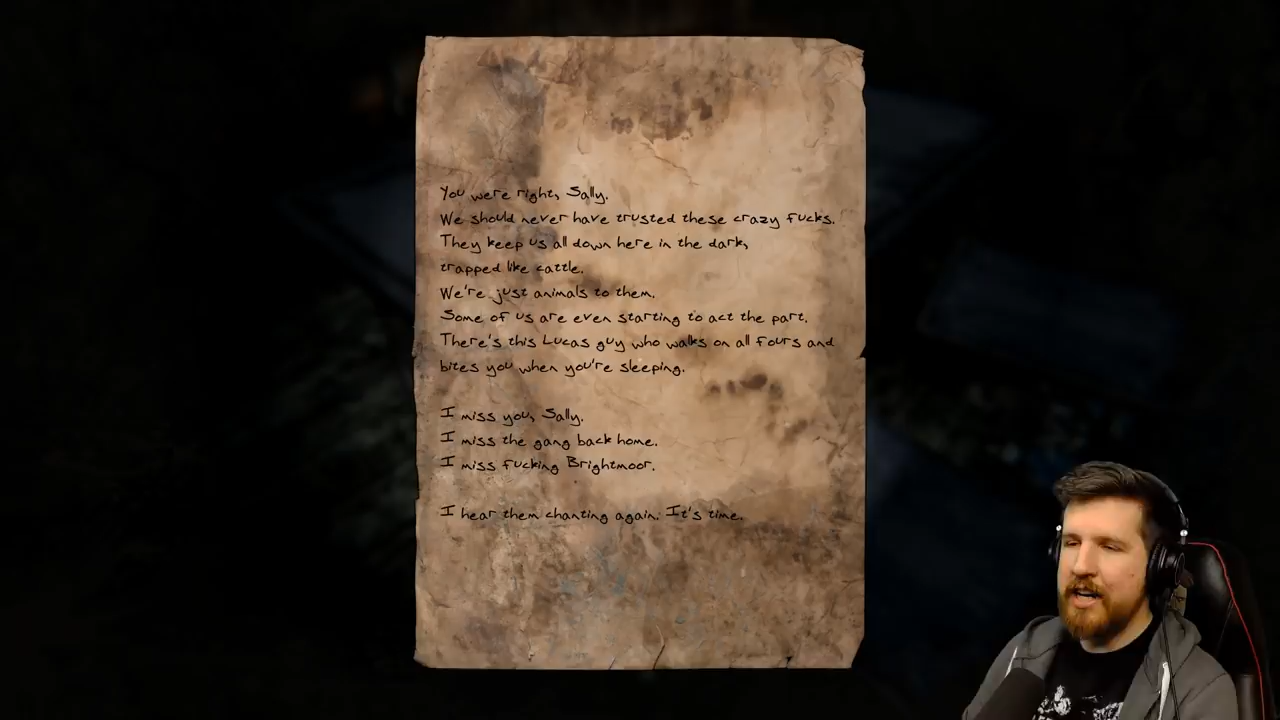 You were right, Sally.
We should never have trusted these crazy fucks.
They keep us all down here in the dark,
trapped like cattle.
We're just animals to them.
Some of us are even starting to act the part.
There's this Lucas guy who walks on all fours and
bites you when you're sleeping.
I miss you, Sally.
I miss the gang back home.
I miss fucking Brightmoor.
I hear them chanting again. It's time.